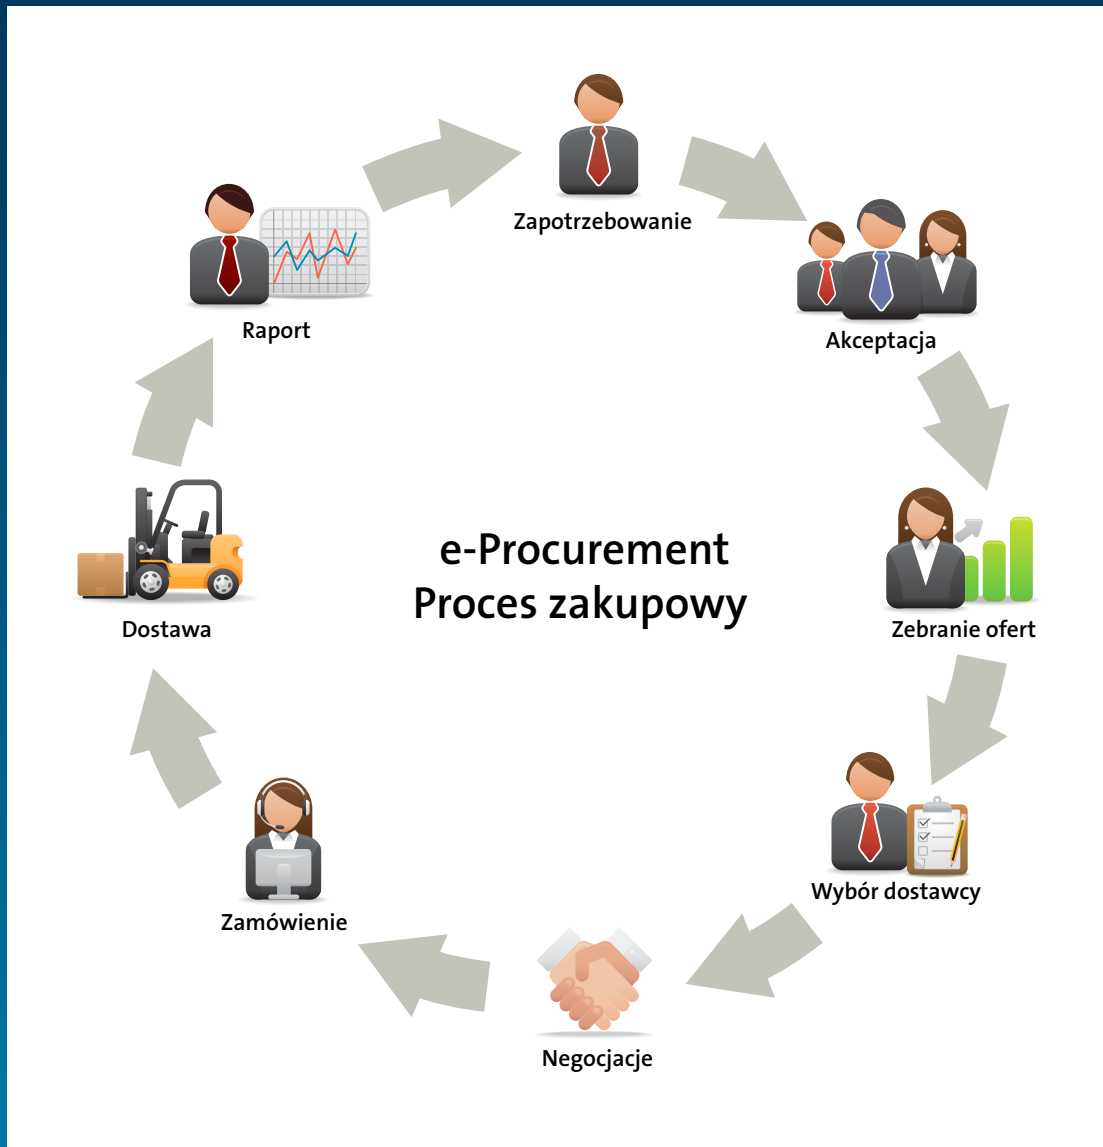 Zapotrzebowanie
Akceptacja
Zebranie ofert
Wybór dostawcy
Negocjacje
Zamówienie
Dostawa
Raport
e-Procurement
Proces zakupowy